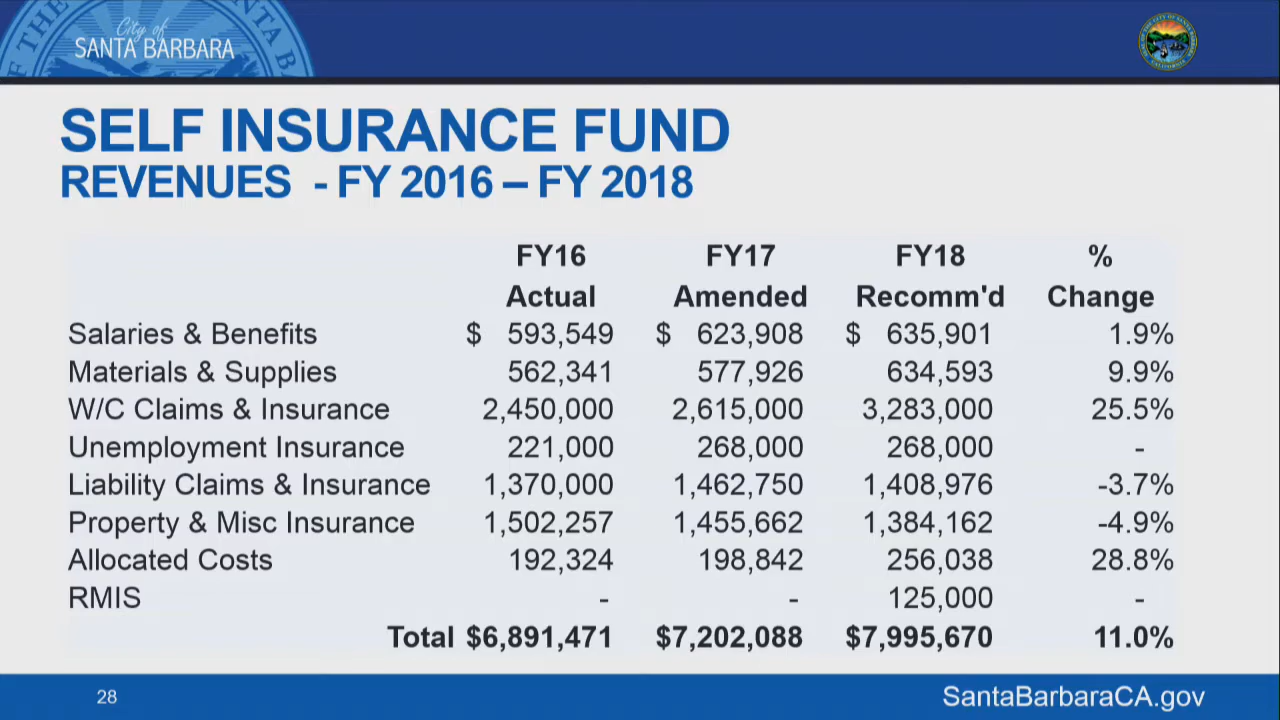 City of
SANTA BARBARA
SELF INSURANCE FUND
REVENUES - FY 2016 – FY 2018
FY16 FY17 FY18 %
Actual Amended Recomm'd Change
Salaries & Benefits $ 593,549 $ 623,908 $ 635,901 1.9%
Materials & Supplies 562,341 577,926 634,593 9.9%
W/C Claims & Insurance 2,450,000 2,615,000 3,283,000 25.5%
Unemployment Insurance 221,000 268,000 268,000 -
Liability Claims & Insurance 1,370,000 1,462,750 1,408,976 -3.7%
Property & Misc Insurance 1,502,257 1,455,662 1,384,162 -4.9%
Allocated Costs 192,324 198,842 256,038 28.8%
RMIS - - 125,000 -
Total $6,891,471 $7,202,088 $7,995,670 11.0%
28
SantaBarbaraCA.gov